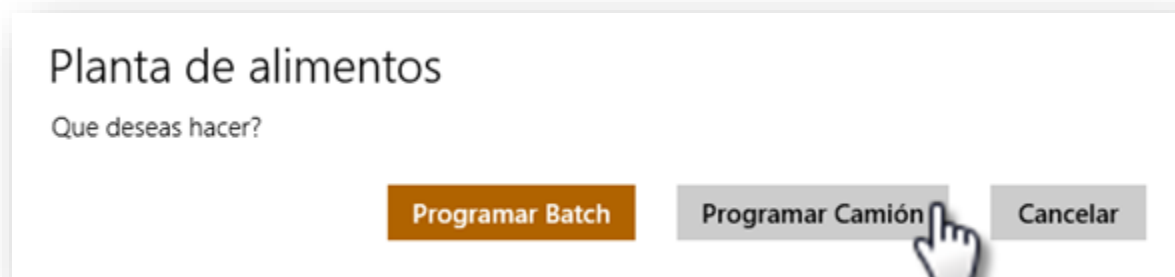 Planta de alimentos
Que deseas hacer?
Programar Batch Programar Camión Cancelar